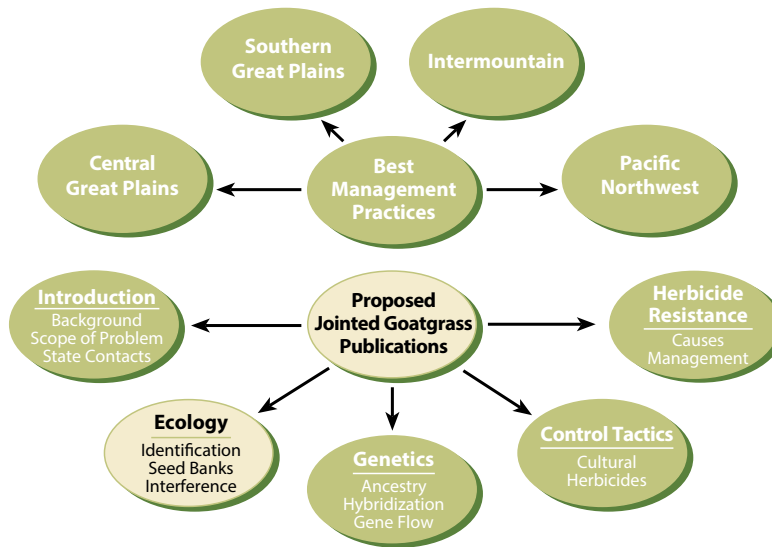 Southern
Great Plains
Intermountain
Central
Great Plains
Best
Management
Practices
Pacific
Northwest
Introduction
Background
Scope of Problem
State Contacts
Proposed
Jointed Goatgrass
Publications
Herbicide
Resistance
Causes
Management
Ecology
Identification
Seed Banks
Interference
Genetics
Ancestry
Hybridization
Gene Flow
Control Tactics
Cultural
Herbicides